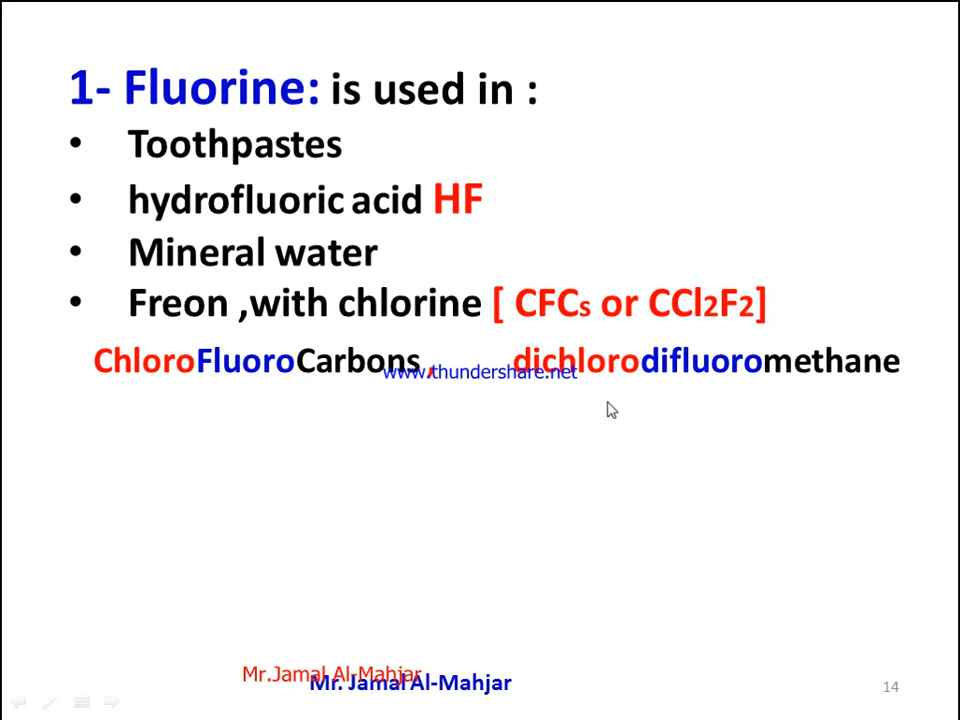 1- Fluorine: is used in :
• Toothpastes
• hydrofluoric acid HF
• Mineral water
• Freon ,with chlorine [ CFCs or CCl2F2]
ChloroFluoroCarbons , dichlorodifluoromethane
www.thundershare.net
Mr.Jamal Al-Mahjar
Mr. Jamal Al-Mahjar
14